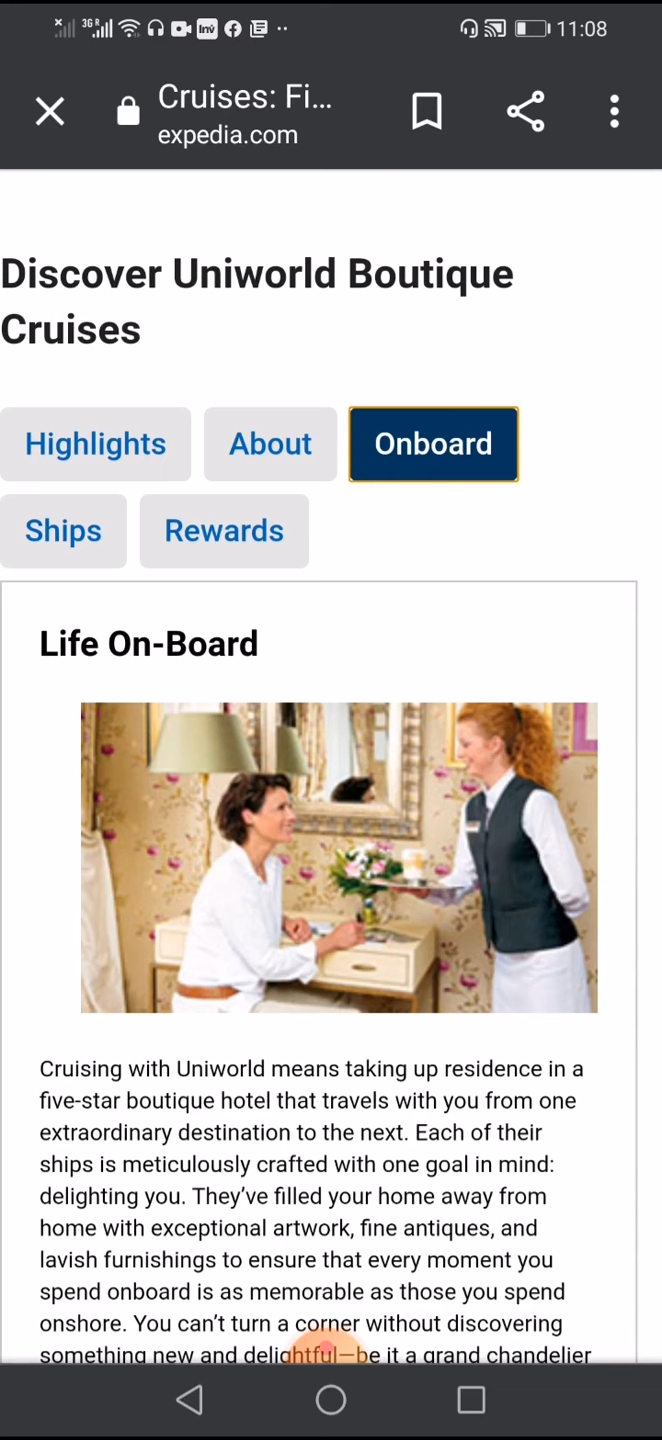 3G R 11:08
Cruises: Fi...
expedia.com
Discover Uniworld Boutique
Cruises
Highlights About Onboard
Ships Rewards
Life On-Board
Cruising with Uniworld means taking up residence in a
five-star boutique hotel that travels with you from one
extraordinary destination to the next. Each of their
ships is meticulously crafted with one goal in mind:
delighting you. They’ve filled your home away from
home with exceptional artwork, fine antiques, and
lavish furnishings to ensure that every moment you
spend onboard is as memorable as those you spend
onshore. You can’t turn a corner without discovering
something new and delightful—be it a grand chandelier